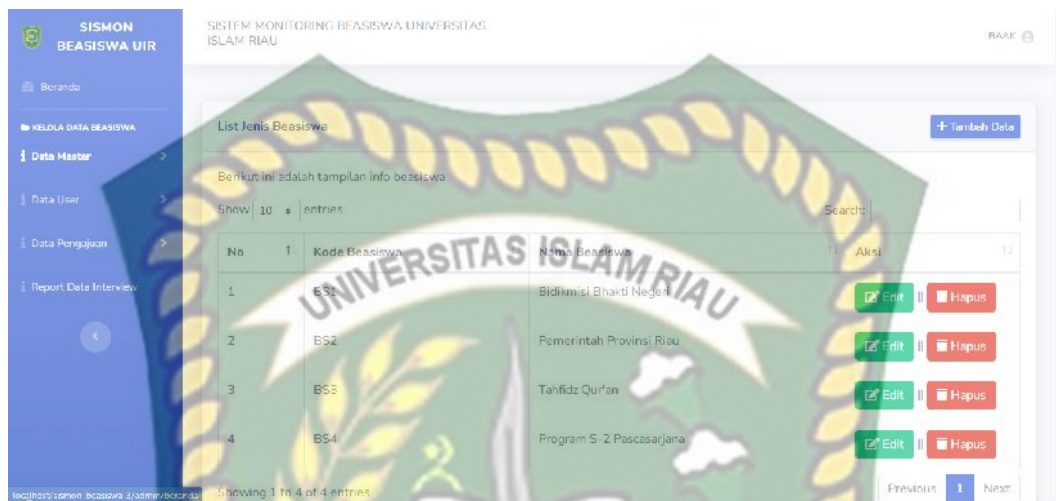 SISMON
BEASISWA UIR
SISTEM MONITORING BEASISWA UNIVERSITAS
ISLAM RIAU
BAAK
Beranda
KELOLA DATA BEASISWA
List Jenis Beasiswa
+ Tambah Data
Data Master
Berikut ini adalah tampilan info beasiswa
Data User
Show 10 entries
Search:
Data Pengajuan
No Kode Beasiswa Nama Beasiswa Aksi
UNIVERSITAS ISLAM RIAU
Report Data Interview
1 BS1 Bidikmisi Bhakti Negeri Edit || Hapus
2 BS2 Pemerintah Provinsi Riau Edit || Hapus
3 BS3 Tahfidz Qur'an Edit || Hapus
4 BS4 Program S-2 Pascasarjana Edit || Hapus
Showing 1 to 4 of 4 entries
Previous 1 Next
localhost/sismon-beasiswa-3/admin/beranda